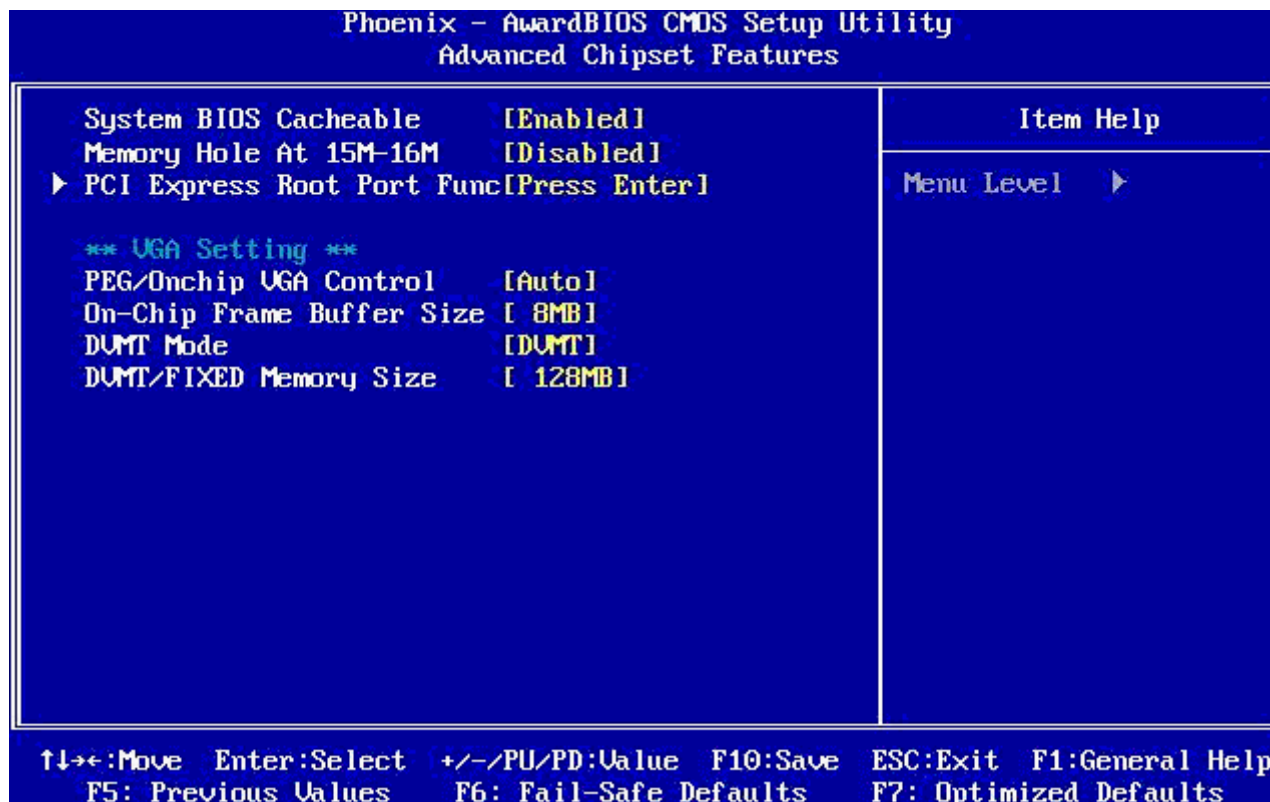 Phoenix - AwardBIOS CMOS Setup Utility
Advanced Chipset Features
System BIOS Cacheable [Enabled]
Memory Hole At 15M-16M [Disabled]
► PCI Express Root Port Func[Press Enter]
** VGA Setting **
PEG/Onchip VGA Control [Auto]
On-Chip Frame Buffer Size [ 8MB]
DVMT Mode [DVMT]
DVMT/FIXED Memory Size [ 128MB]
Item Help
Menu Level ►
↑↓→←:Move Enter:Select +/-/PU/PD:Value F10:Save ESC:Exit F1:General Help
F5: Previous Values F6: Fail-Safe Defaults F7: Optimized Defaults